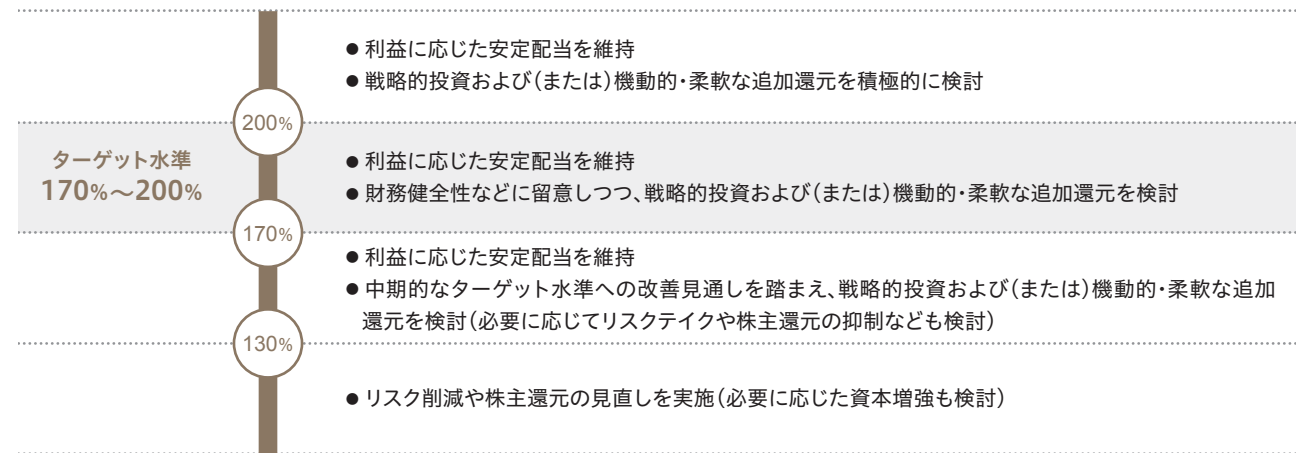 ● 利益に応じた安定配当を維持
● 戦略的投資および(または)機動的・柔軟な追加還元を積極的に検討
200%
ターゲット水準
170%～200%
● 利益に応じた安定配当を維持
● 財務健全性などに留意しつつ、戦略的投資および(または)機動的・柔軟な追加還元を検討
170%
● 利益に応じた安定配当を維持
● 中期的なターゲット水準への改善見通しを踏まえ、戦略的投資および(または)機動的・柔軟な追加
還元を検討(必要に応じてリスクテイクや株主還元の抑制なども検討)
130%
● リスク削減や株主還元の見直しを実施(必要に応じた資本増強も検討)